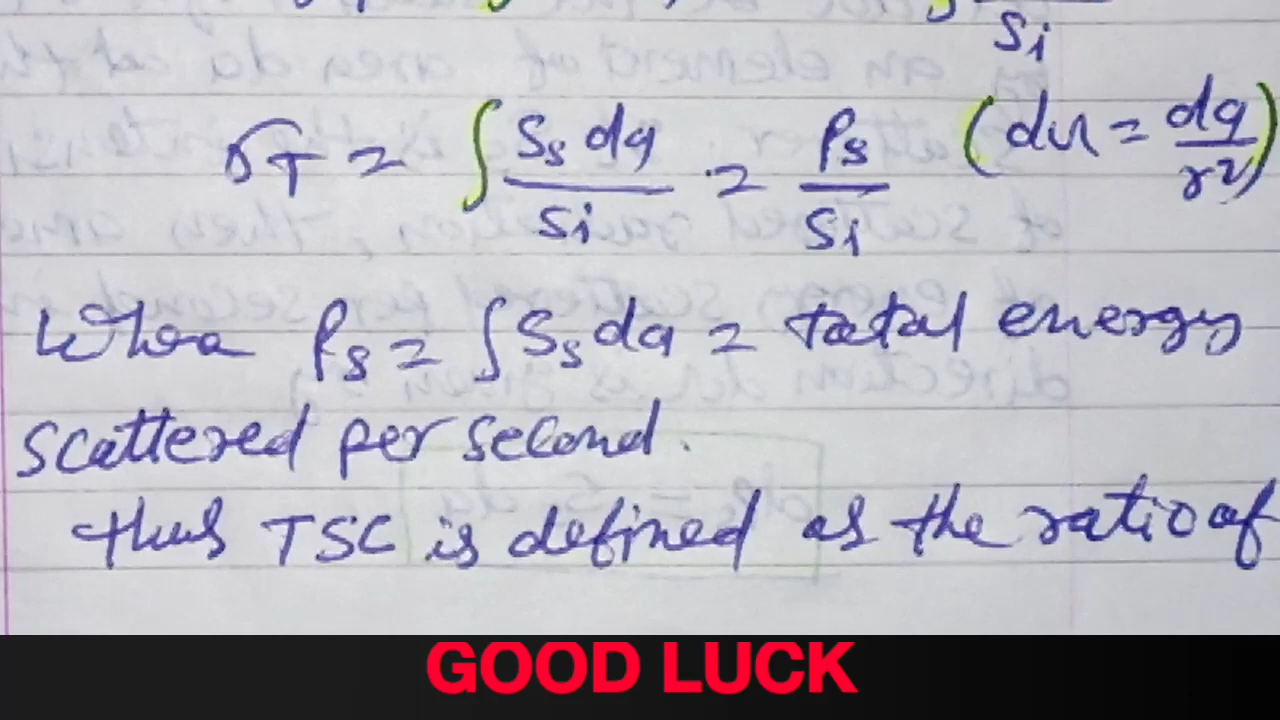 Si
σT = ∫ Ss da / Si = Ps / Si (dΩ = da / r²)
Where Ps = ∫ Ss da = total energy
scattered per second.
thus TSC is defined as the ratio of
GOOD LUCK